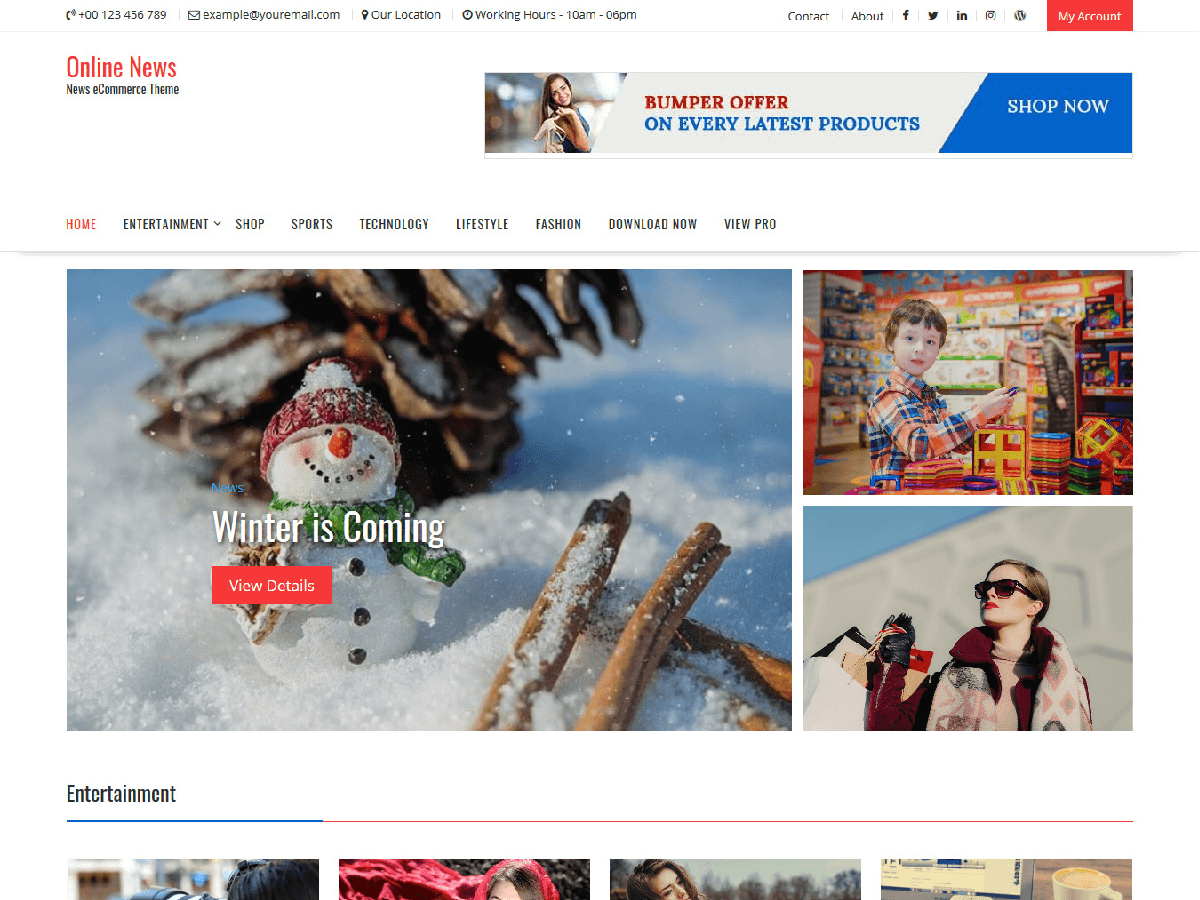 +00 123 456 789 example@youremail.com Our Location Working Hours - 10am - 06pm Contact About My Account
Online News
News eCommerce Theme
BUMPER OFFER
ON EVERY LATEST PRODUCTS
SHOP NOW
HOME ENTERTAINMENT SHOP SPORTS TECHNOLOGY LIFESTYLE FASHION DOWNLOAD NOW VIEW PRO
News
Winter is Coming
View Details
Entertainment